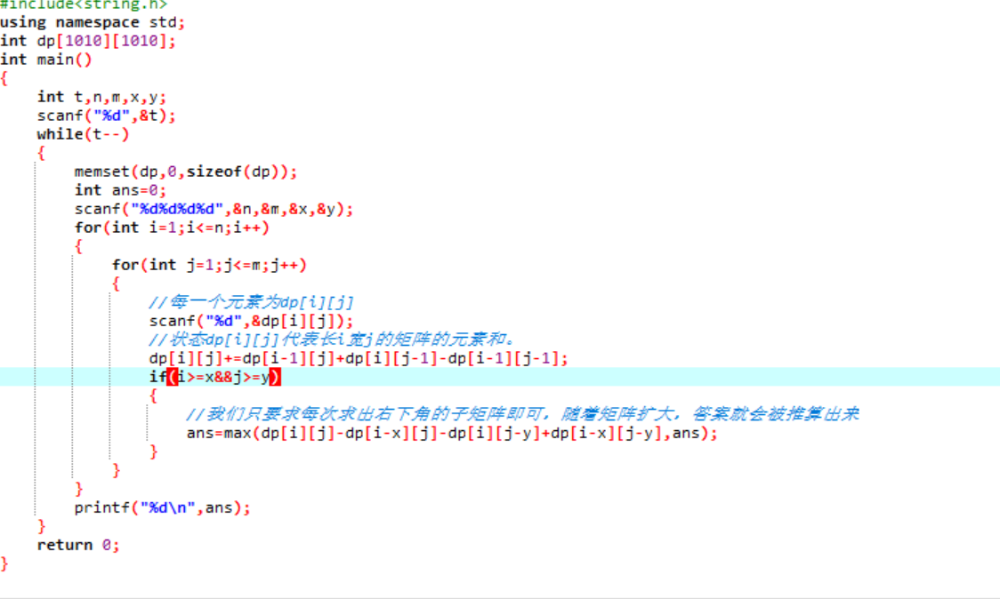 #include<string.h>
using namespace std;
int dp[1010][1010];
int main()
{
    int t,n,m,x,y;
    scanf("%d",&t);
    while(t--)
    {
        memset(dp,0,sizeof(dp));
        int ans=0;
        scanf("%d%d%d%d",&n,&m,&x,&y);
        for(int i=1;i<=n;i++)
        {
            for(int j=1;j<=m;j++)
            {
                //每一个元素为dp[i][j]
                scanf("%d",&dp[i][j]);
                //状态dp[i][j]代表长i宽j的矩阵的元素和。
                dp[i][j]+=dp[i-1][j]+dp[i][j-1]-dp[i-1][j-1];
                if(i>=x&&j>=y)
                {
                    //我们只要求每次求出右下角的子矩阵即可，随着矩阵扩大，答案就会被推算出来
                    ans=max(dp[i][j]-dp[i-x][j]-dp[i][j-y]+dp[i-x][j-y],ans);
                }
            }
        }
        printf("%d\n",ans);
    }
    return 0;
}